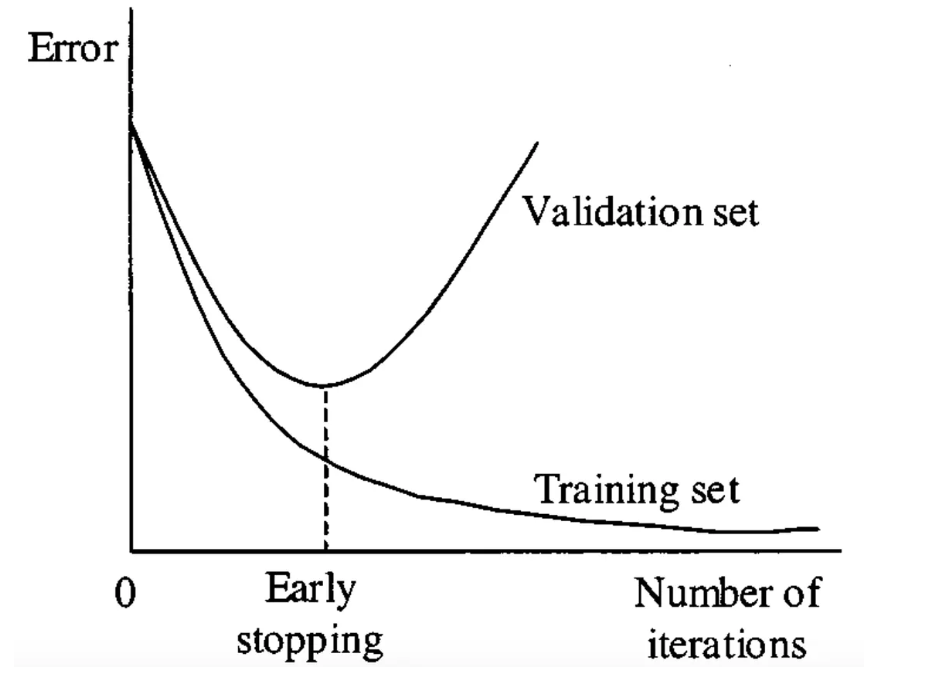 Error
Validation set
Training set
0
Early
stopping
Number of
iterations